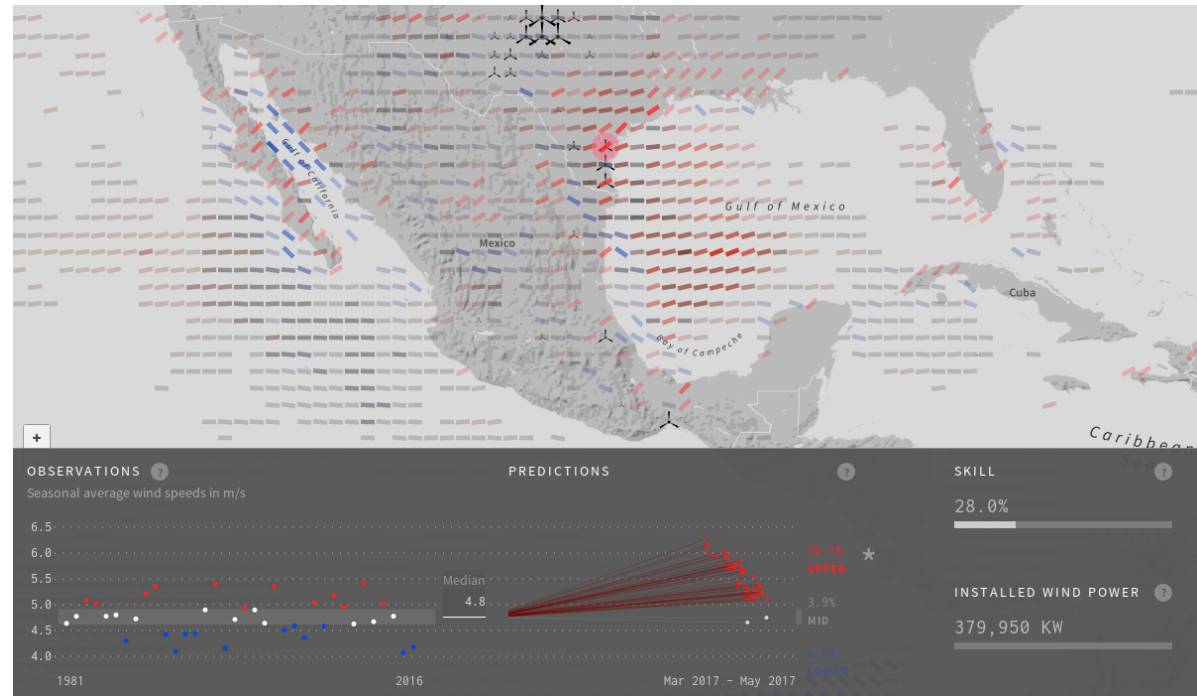 Gulf of California
Gulf of Mexico
Mexico
Cuba
Bay of Campeche
+
Caribbean
Sea
OBSERVATIONS ?
Seasonal average wind speeds in m/s
PREDICTIONS ?
SKILL ?
28.0%
6.5
6.0
5.5
5.0
4.5
4.0
Median
4.8
UPPER *
3.9%
MID
LOWER
INSTALLED WIND POWER ?
379,950 KW
1981
2016
Mar 2017 - May 2017